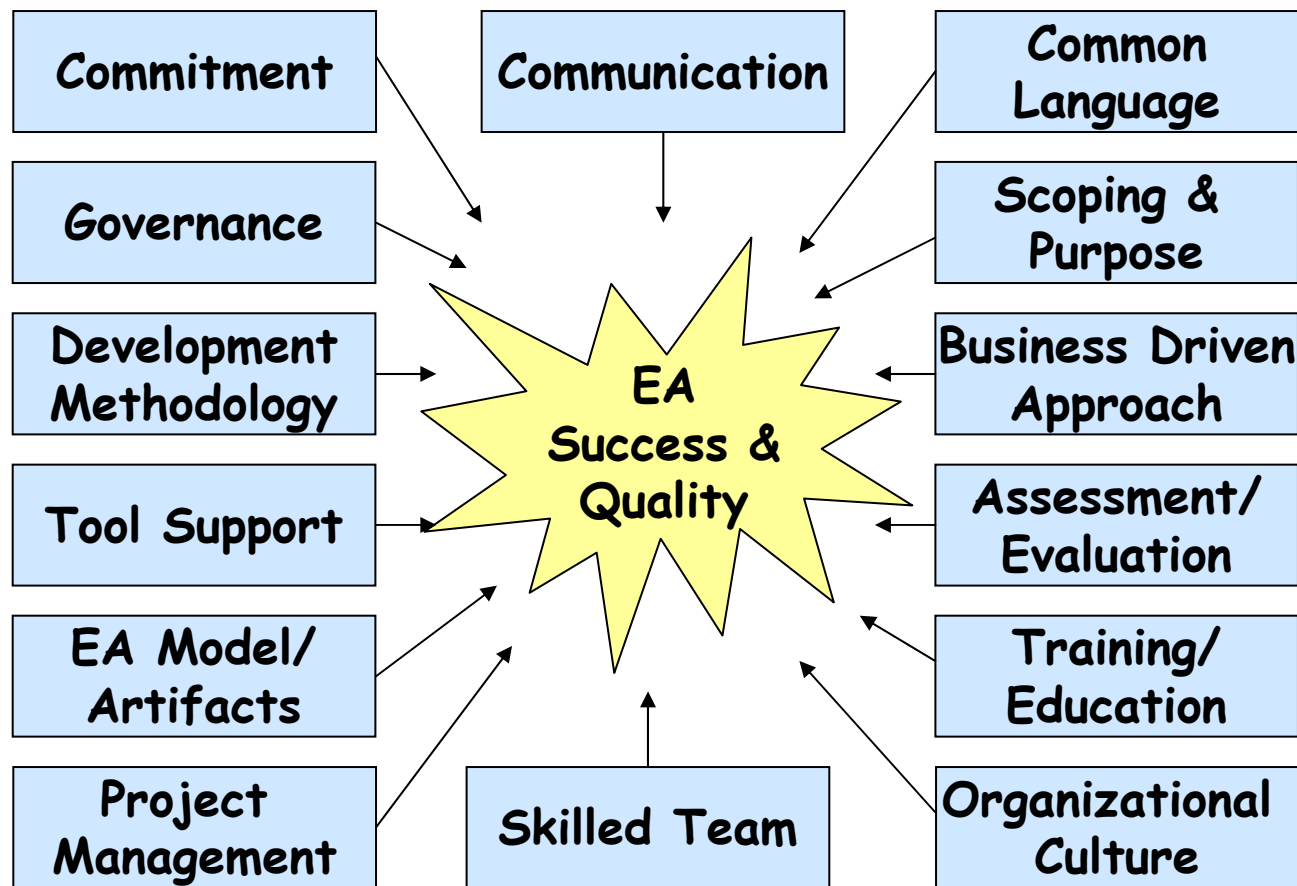 Commitment
Communication
Common
Language
Governance
Scoping &
Purpose
Development
Methodology
EA
Success &
Quality
Business Driven
Approach
Tool Support
Assessment/
Evaluation
EA Model/
Artifacts
Training/
Education
Project
Management
Skilled Team
Organizational
Culture